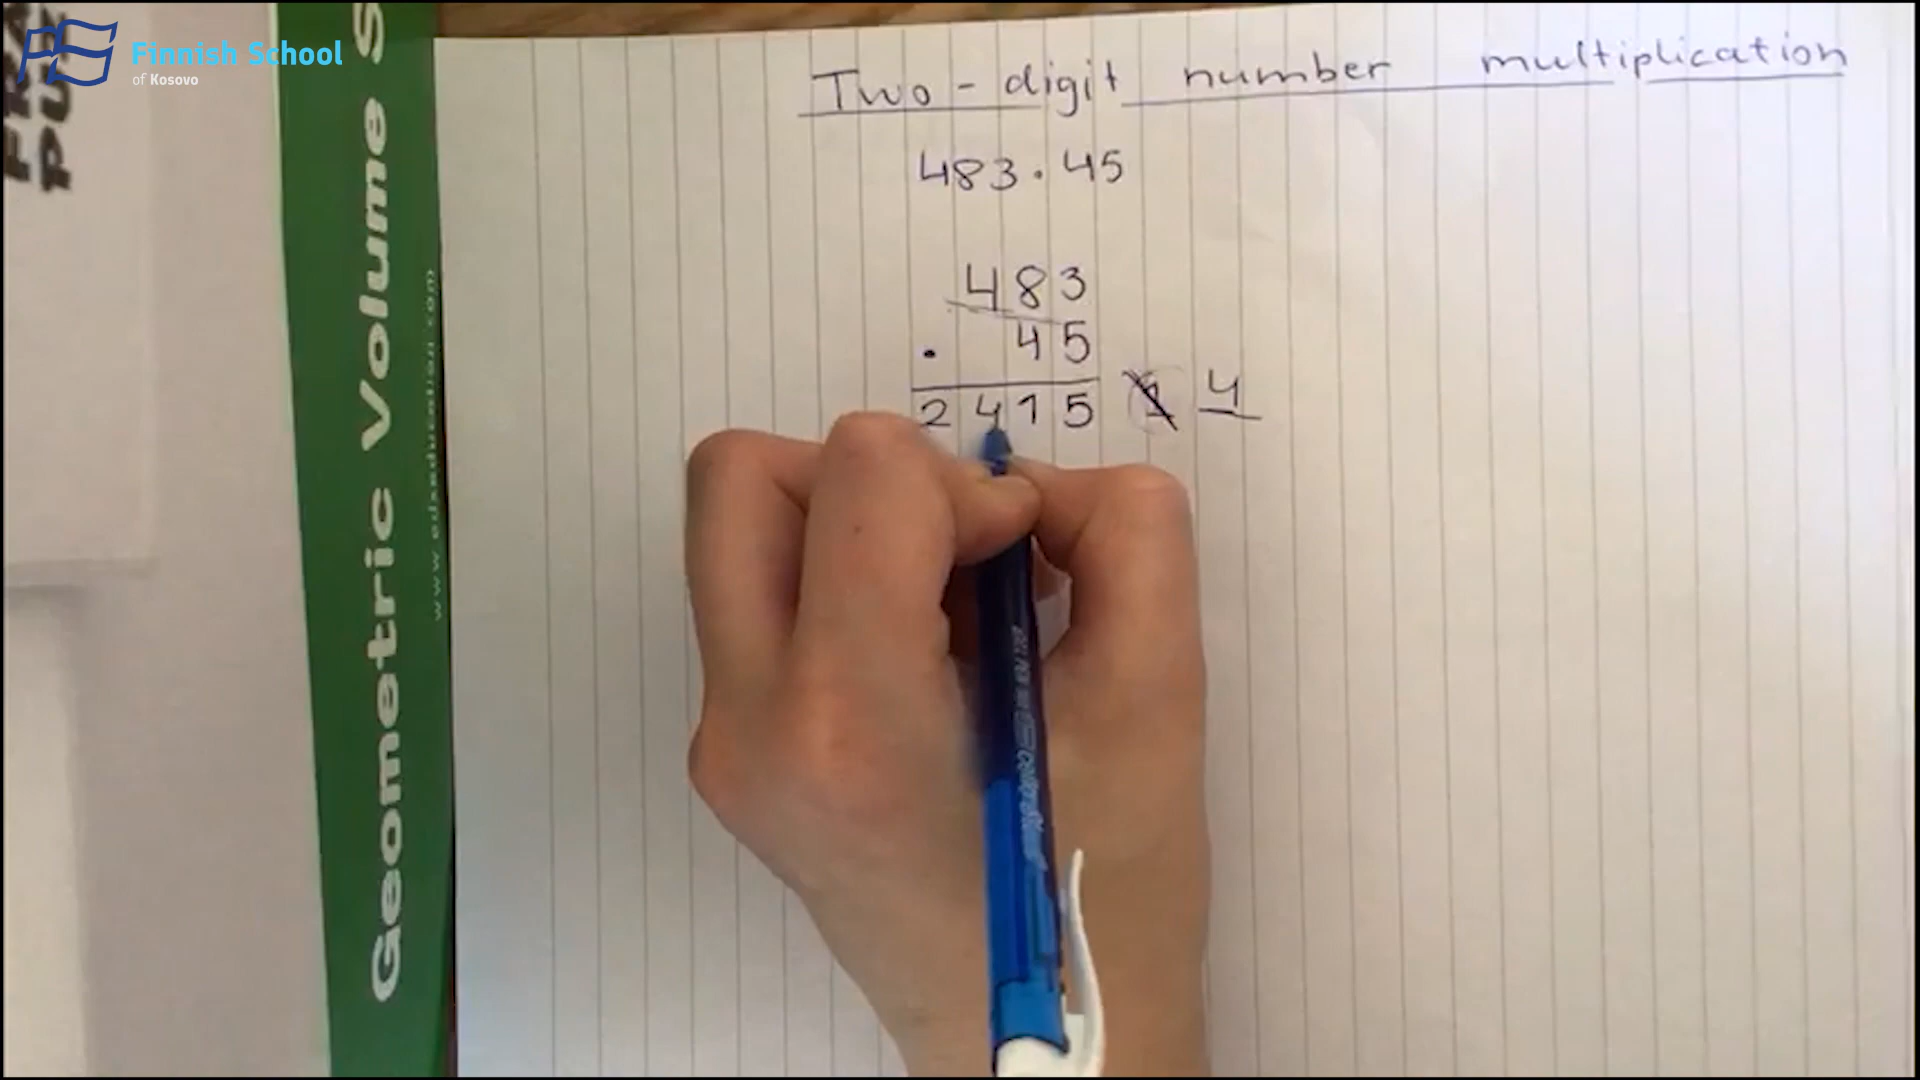 Finnish School
of Kosovo
Geometric Volume S
Two-digit number multiplication
483 · 45
483
· 45
2415 4